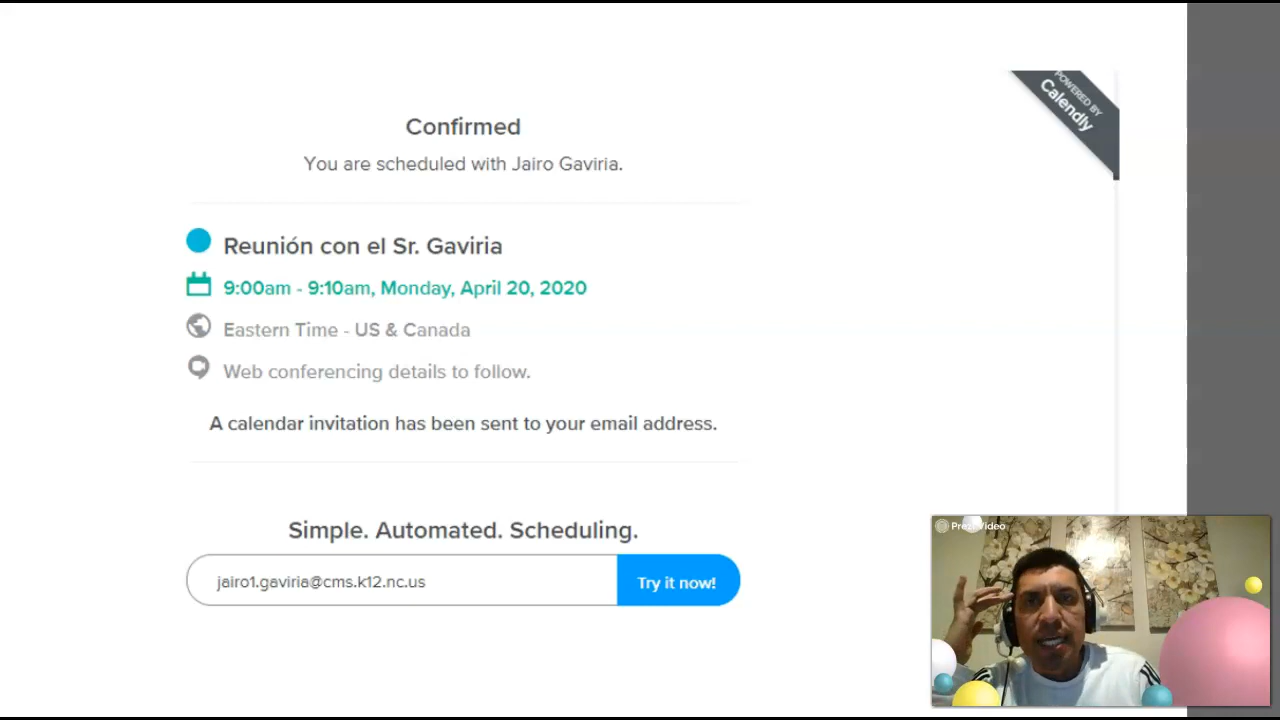 POWERED BY
Calendly
Confirmed
You are scheduled with Jairo Gaviria.
Reunión con el Sr. Gaviria
9:00am - 9:10am, Monday, April 20, 2020
Eastern Time - US & Canada
Web conferencing details to follow.
A calendar invitation has been sent to your email address.
Simple. Automated. Scheduling.
jairo1.gaviria@cms.k12.nc.us
Try it now!
Prezi Video